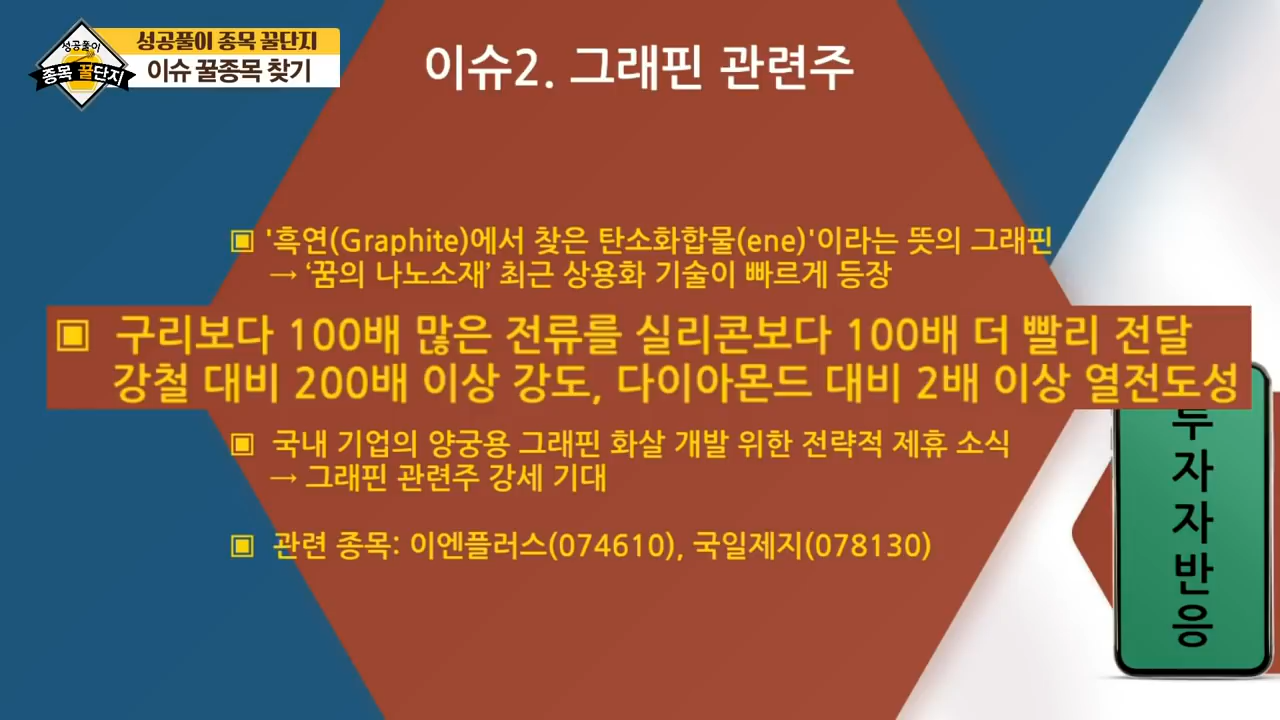 성공풀이
종목 꿀단지
성공풀이 종목 꿀단지
이슈 꿀종목 찾기
이슈2. 그래핀 관련주
▣ '흑연(Graphite)에서 찾은 탄소화합물(ene)'이라는 뜻의 그래핀
→ ‘꿈의 나노소재’ 최근 상용화 기술이 빠르게 등장
▣ 구리보다 100배 많은 전류를 실리콘보다 100배 더 빨리 전달
강철 대비 200배 이상 강도, 다이아몬드 대비 2배 이상 열전도성
▣ 국내 기업의 양궁용 그래핀 화살 개발 위한 전략적 제휴 소식
→ 그래핀 관련주 강세 기대
▣ 관련 종목: 이엔플러스(074610), 국일제지(078130)
투
자
자
반
응